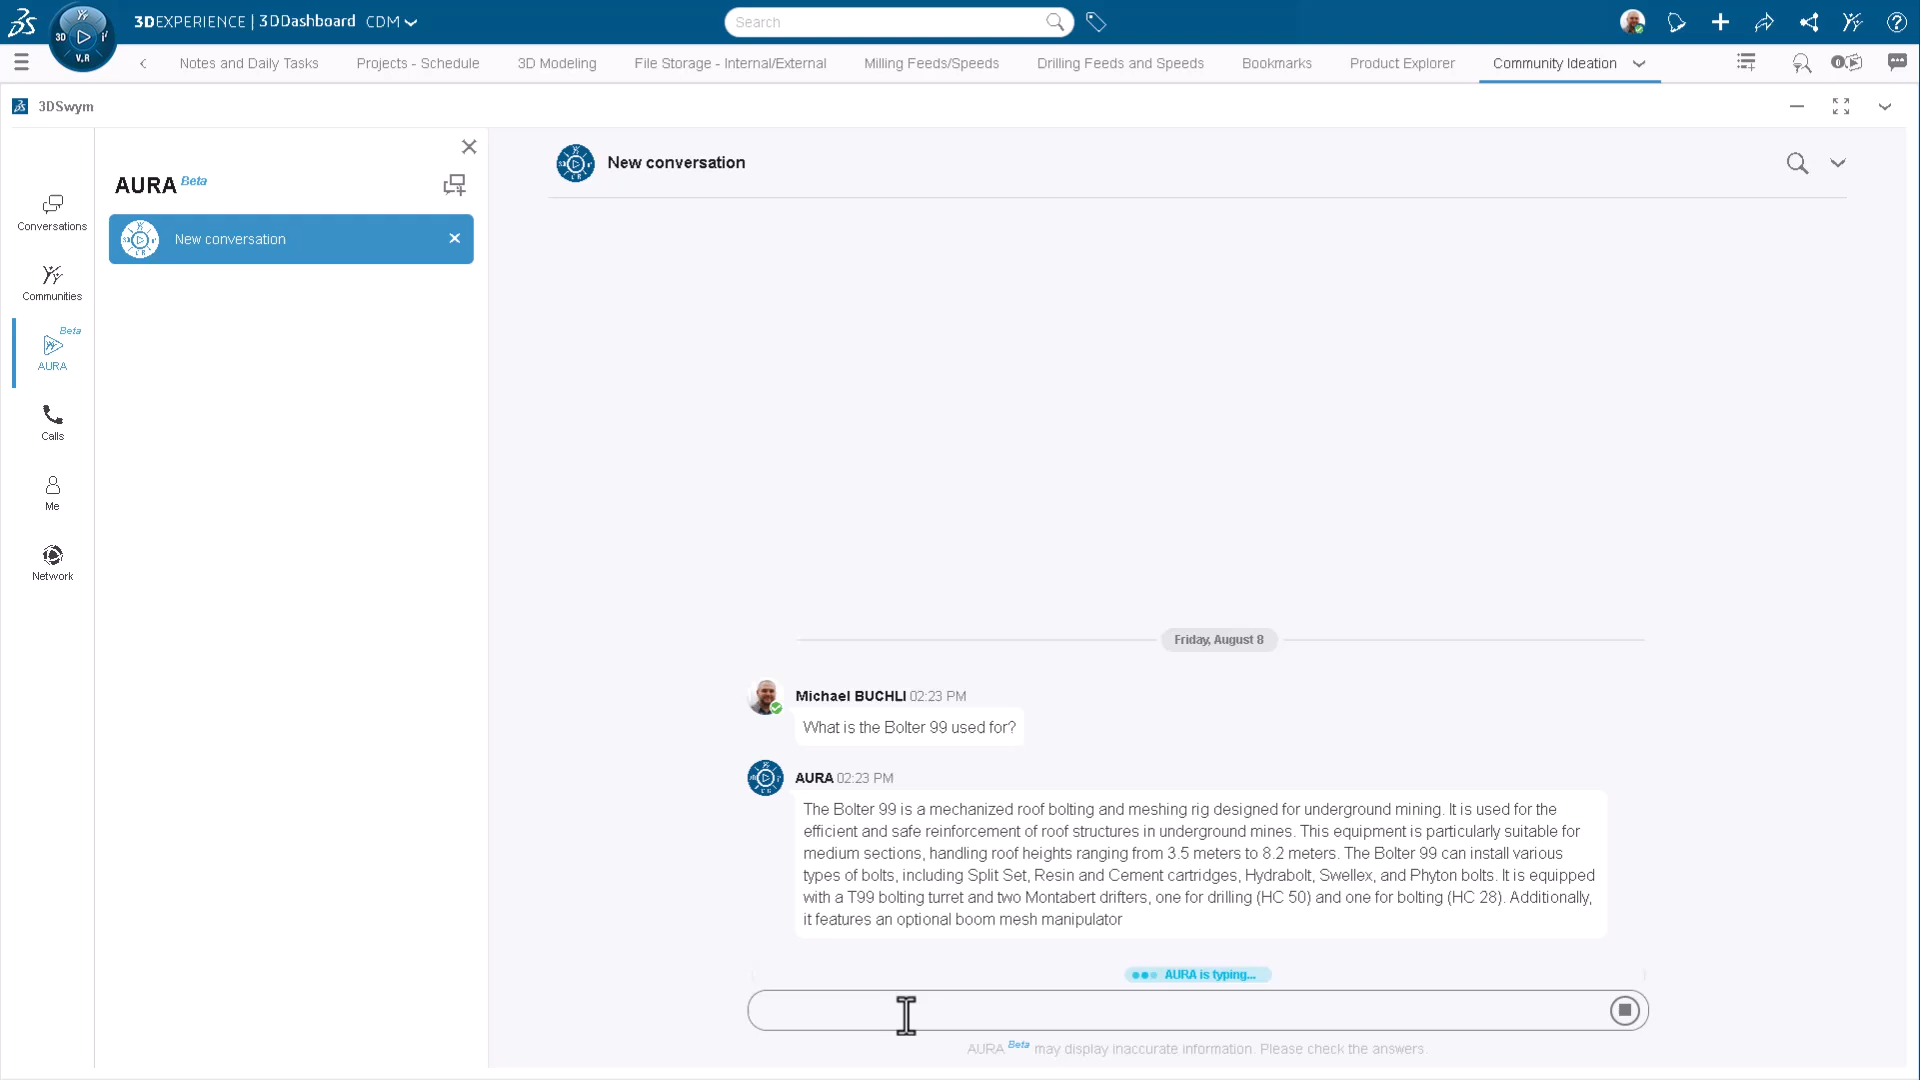 3DEXPERIENCE | 3DDashboard CDM
Search
3D
V.R
Notes and Daily Tasks
Projects - Schedule
3D Modeling
File Storage - Internal/External
Milling Feeds/Speeds
Drilling Feeds and Speeds
Bookmarks
Product Explorer
Community Ideation
3DSwym
AURA Beta
New conversation
Conversations
Communities
Beta
AURA
Calls
Me
Network
New conversation
Friday, August 8
Michael BUCHLI 02:23 PM
What is the Bolter 99 used for?
AURA 02:23 PM
The Bolter 99 is a mechanized roof bolting and meshing rig designed for underground mining. It is used for the
efficient and safe reinforcement of roof structures in underground mines. This equipment is particularly suitable for
medium sections, handling roof heights ranging from 3.5 meters to 8.2 meters. The Bolter 99 can install various
types of bolts, including Split Set, Resin and Cement cartridges, Hydrabolt, Swellex, and Phyton bolts. It is equipped
with a T99 bolting turret and two Montabert drifters, one for drilling (HC 50) and one for bolting (HC 28). Additionally,
it features an optional boom mesh manipulator
AURA is typing...
AURA Beta may display inaccurate information. Please check the answers.